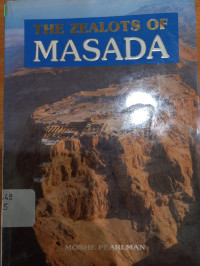 THE ZEALOTS OF
MASADA
MOSHE PEARLMAN